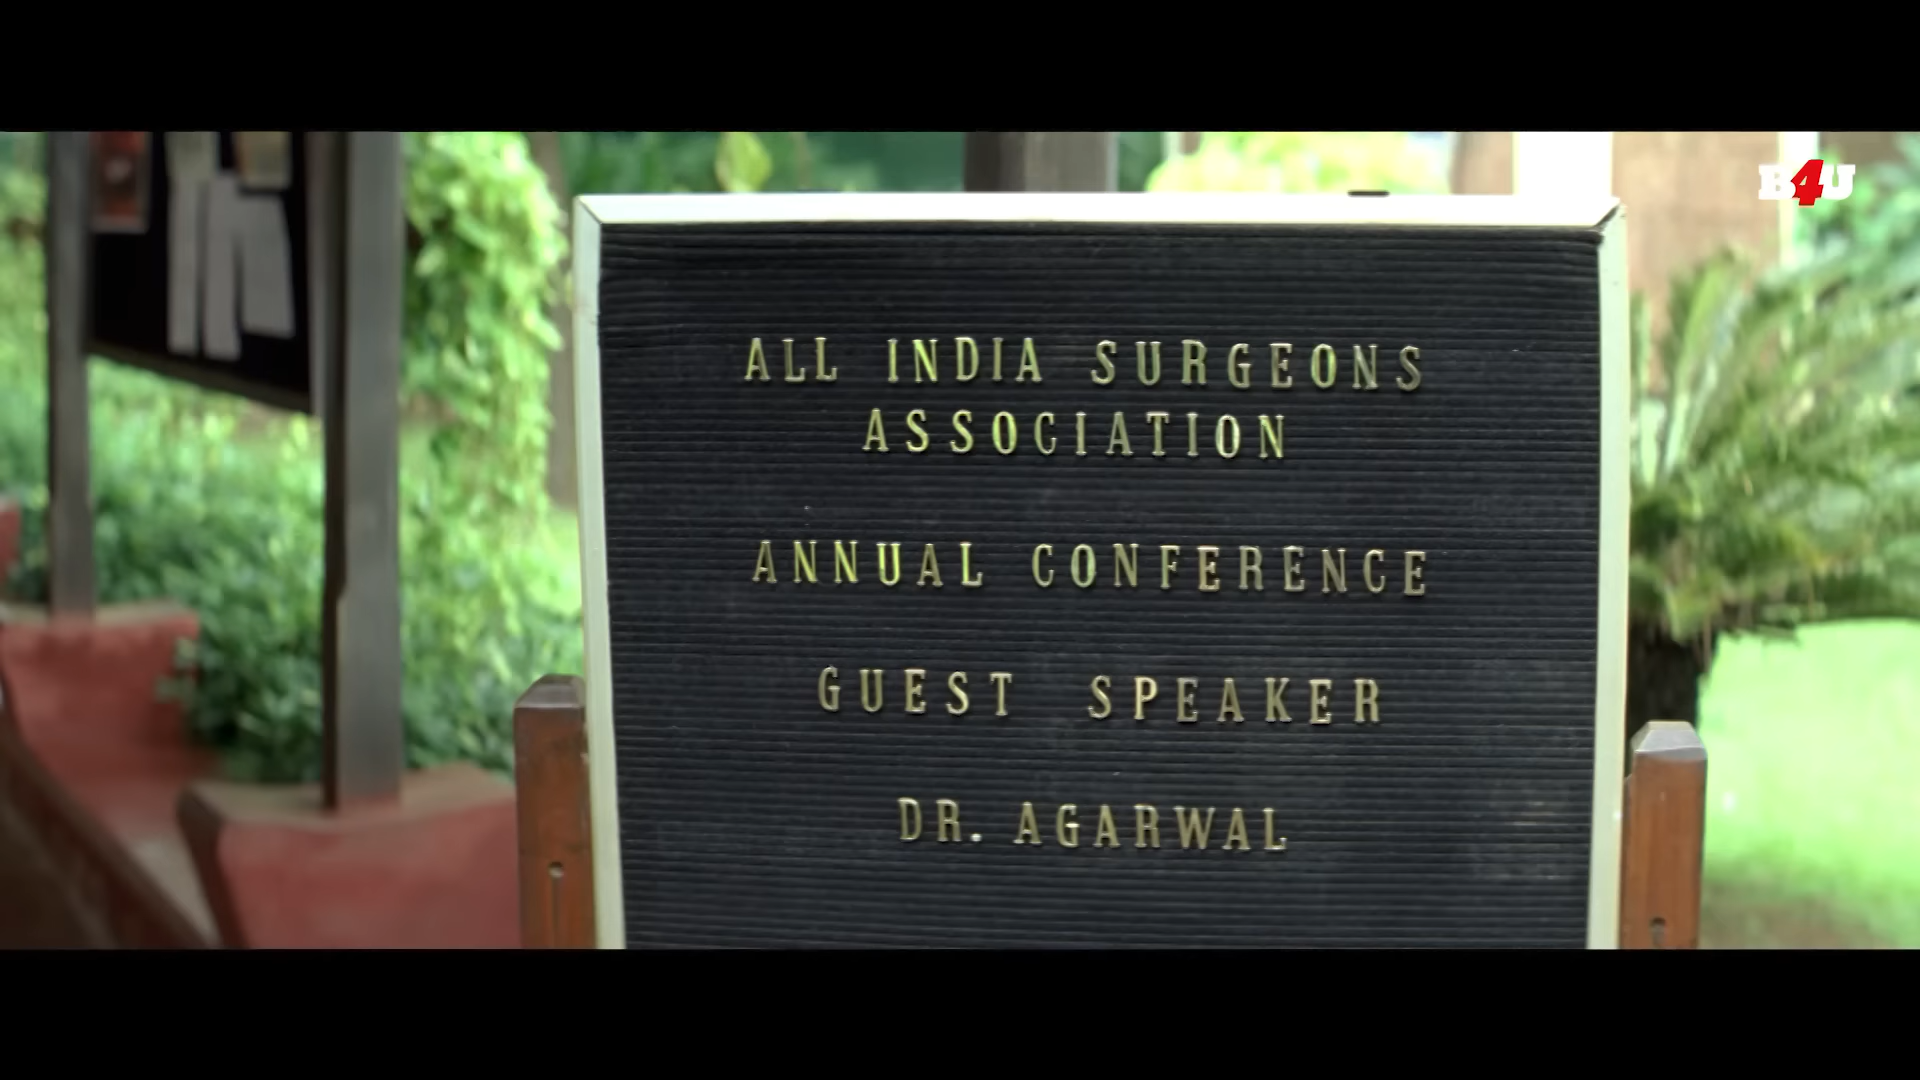 B4U
ALL INDIA SURGEONS
ASSOCIATION
ANNUAL CONFERENCE
GUEST SPEAKER
DR. AGARWAL